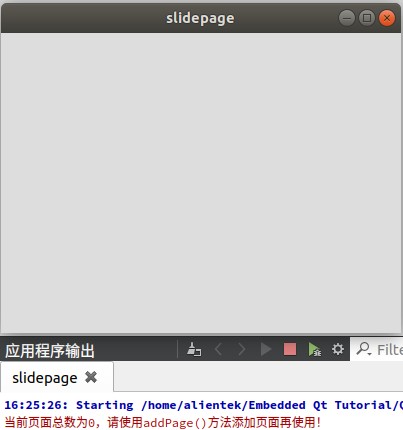 slidepage
应用程序输出
Filte
slidepage
16:25:26: Starting /home/alientek/Embedded Qt Tutorial/
当前页面总数为0，请使用addPage()方法添加页面再使用！